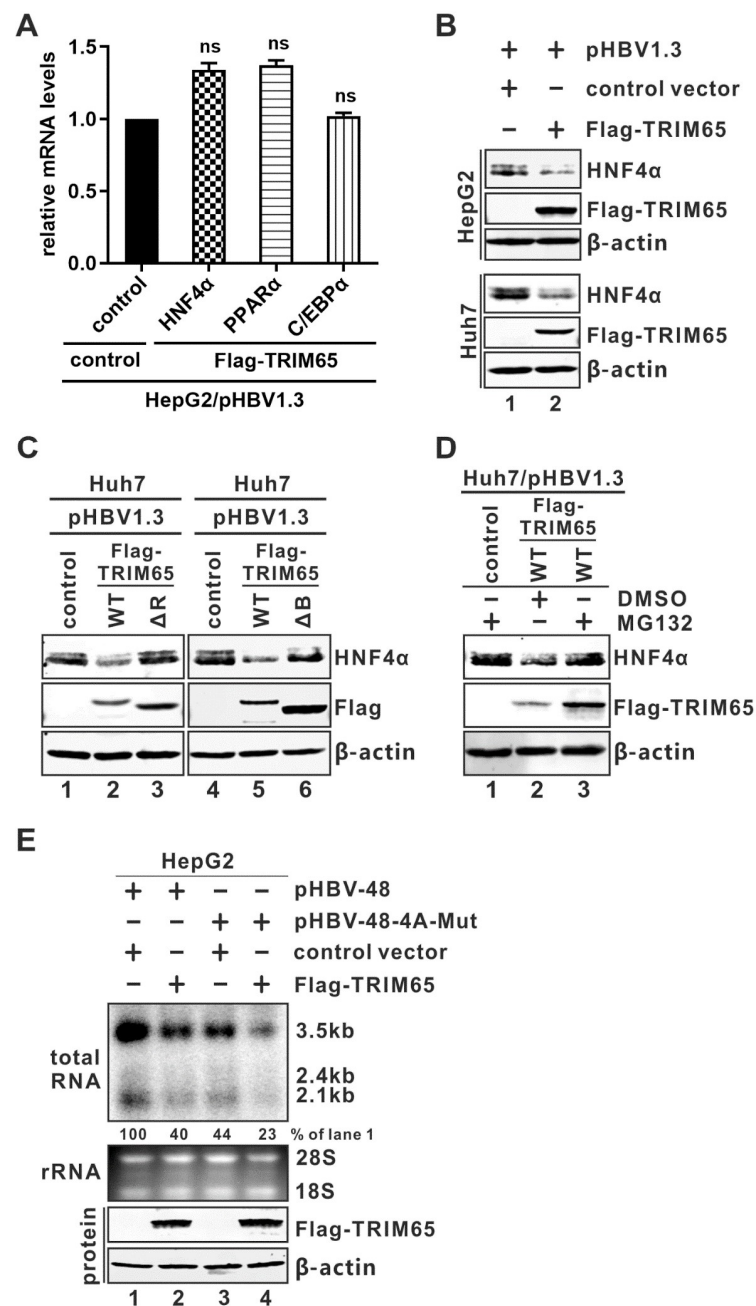 A
relative mRNA levels
1.5
1.0
0.5
0.0
ns
ns
ns
control
HNF4α
PPARα
C/EBPα
control
Flag-TRIM65
HepG2/pHBV1.3
B
+ + pHBV1.3
+ − control vector
− + Flag-TRIM65
HepG2
HNF4α
Flag-TRIM65
β-actin
Huh7
HNF4α
Flag-TRIM65
β-actin
1 2
C
Huh7 Huh7
pHBV1.3 pHBV1.3
control
Flag-
TRIM65
WT
ΔR
control
Flag-
TRIM65
WT
ΔB
HNF4α
Flag
β-actin
1 2 3 4 5 6
D
Huh7/pHBV1.3
control
Flag-
TRIM65
WT
WT
− + − DMSO
+ − + MG132
HNF4α
Flag-TRIM65
β-actin
1 2 3
E
HepG2
+ + − − pHBV-48
− − + + pHBV-48-4A-Mut
+ − + − control vector
− + − + Flag-TRIM65
total
RNA
3.5kb
2.4kb
2.1kb
100 40 44 23 % of lane 1
rRNA
28S
18S
protein
Flag-TRIM65
β-actin
1 2 3 4